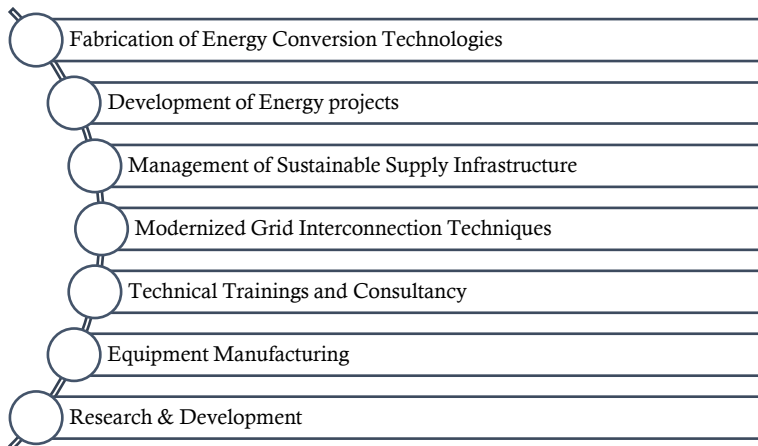 Fabrication of Energy Conversion Technologies
Development of Energy projects
Management of Sustainable Supply Infrastructure
Modernized Grid Interconnection Techniques
Technical Trainings and Consultancy
Equipment Manufacturing
Research & Development